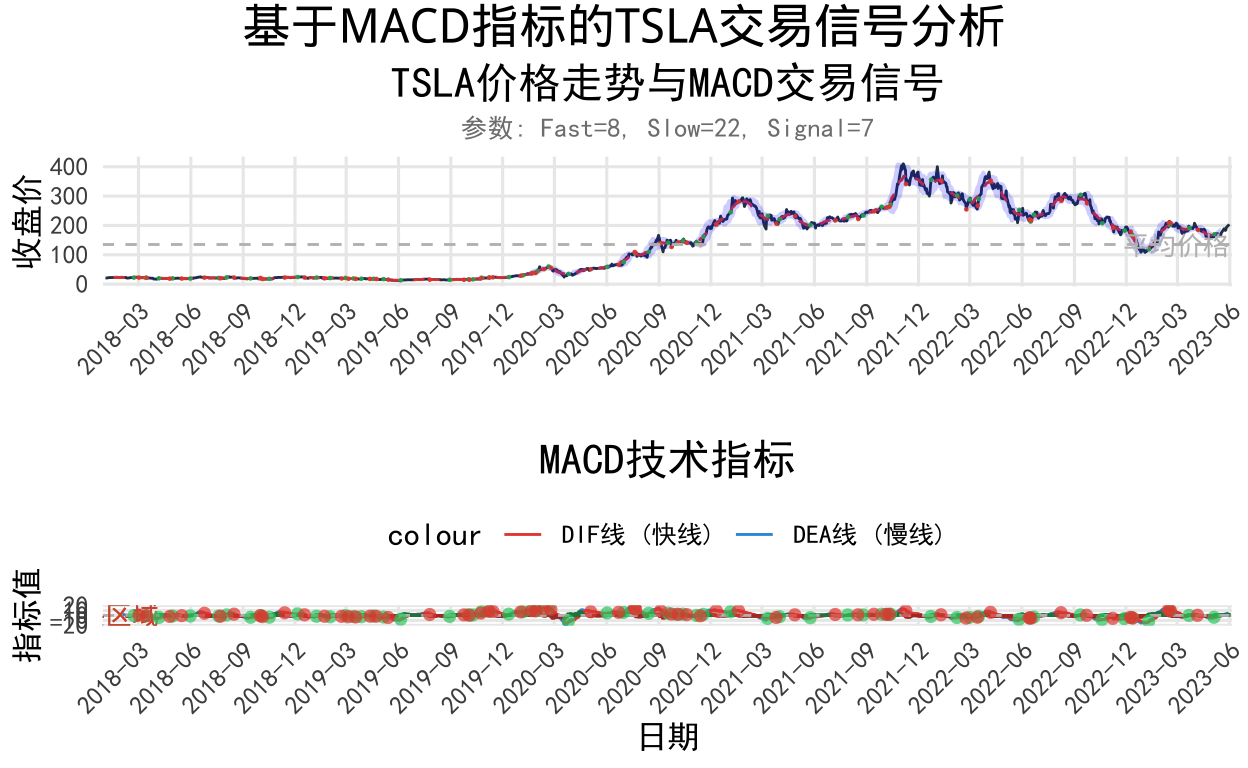 基于MACD指标的TSLA交易信号分析
TSLA价格走势与MACD交易信号
参数: Fast=8, Slow=22, Signal=7
收盘价
400
300
200
100
0
平均价格
2018-03 2018-06 2018-09 2018-12 2019-03 2019-06 2019-09 2019-12 2020-03 2020-06 2020-09 2020-12 2021-03 2021-06 2021-09 2021-12 2022-03 2022-06 2022-09 2022-12 2023-03 2023-06
MACD技术指标
colour DIF线 (快线) DEA线 (慢线)
指标值
20
-20
区域
2018-03 2018-06 2018-09 2018-12 2019-03 2019-06 2019-09 2019-12 2020-03 2020-06 2020-09 2020-12 2021-03 2021-06 2021-09 2021-12 2022-03 2022-06 2022-09 2022-12 2023-03 2023-06
日期